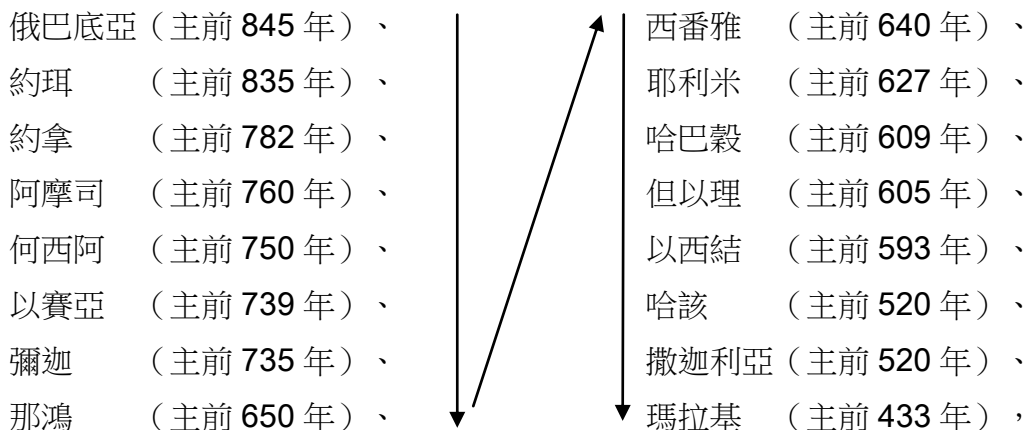 俄巴底亞（主前 845 年）、
約珥　　（主前 835 年）、
約拿　　（主前 782 年）、
阿摩司　（主前 760 年）、
何西阿　（主前 750 年）、
以賽亞　（主前 739 年）、
彌迦　　（主前 735 年）、
那鴻　　（主前 650 年）、
西番雅　（主前 640 年）、
耶利米　（主前 627 年）、
哈巴穀　（主前 609 年）、
但以理　（主前 605 年）、
以西結　（主前 593 年）、
哈該　　（主前 520 年）、
撒迦利亞（主前 520 年）、
瑪拉基　（主前 433 年），